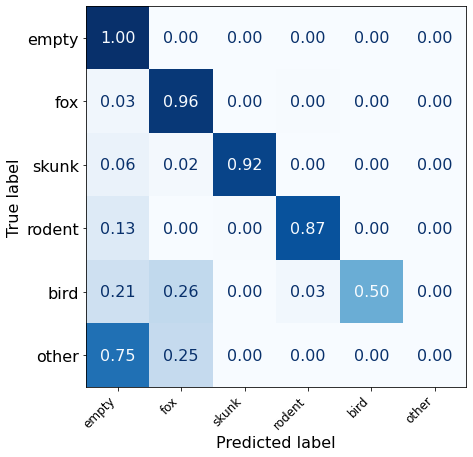 empty 1.00 0.00 0.00 0.00 0.00 0.00
fox 0.03 0.96 0.00 0.00 0.00 0.00
skunk 0.06 0.02 0.92 0.00 0.00 0.00
rodent 0.13 0.00 0.00 0.87 0.00 0.00
bird 0.21 0.26 0.00 0.03 0.50 0.00
other 0.75 0.25 0.00 0.00 0.00 0.00
True label
empty fox skunk rodent bird other
Predicted label